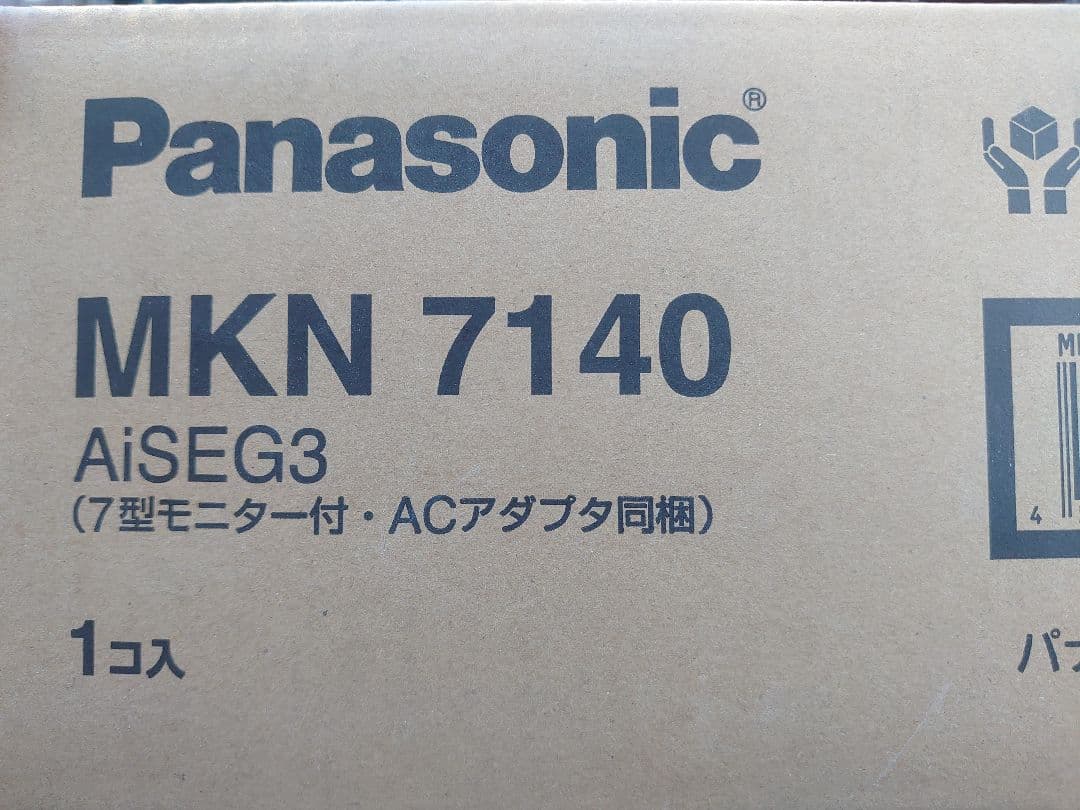 Panasonic®
MKN 7140
AiSEG3
(7型モニター付・ACアダプタ同梱)
1コ入
4